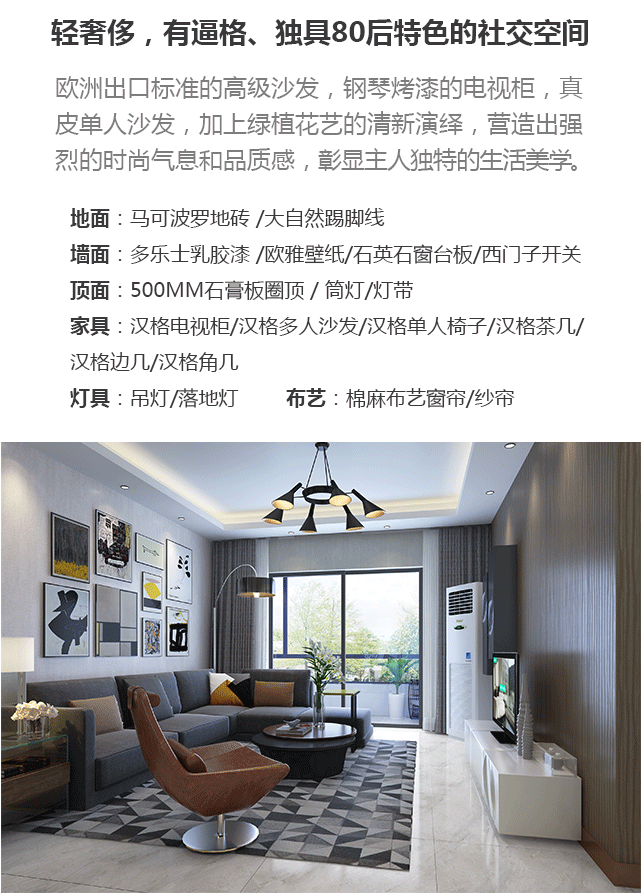 轻奢侈，有逼格、独具80后特色的社交空间
欧洲出口标准的高级沙发，钢琴烤漆的电视柜，真
皮单人沙发，加上绿植花艺的清新演绎，营造出强
烈的时尚气息和品质感，彰显主人独特的生活美学。
地面：马可波罗地砖 /大自然踢脚线
墙面：多乐士乳胶漆 /欧雅壁纸/石英石窗台板/西门子开关
顶面：500MM石膏板圈顶 / 筒灯/灯带
家具：汉格电视柜/汉格多人沙发/汉格单人椅子/汉格茶几/
汉格边几/汉格角几
灯具：吊灯/落地灯 布艺：棉麻布艺窗帘/纱帘